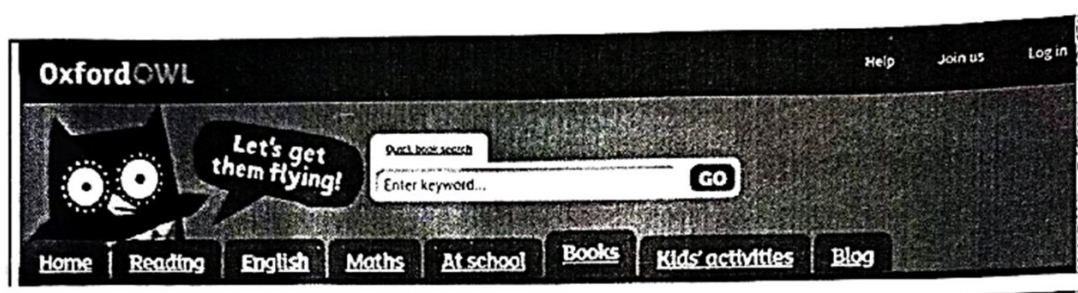 OxfordOWL
Help Join us Log in
Let's get
them flying!
Quick book search
Enter keyword...
GO
Home Reading English Maths At school Books Kids' activities Blog